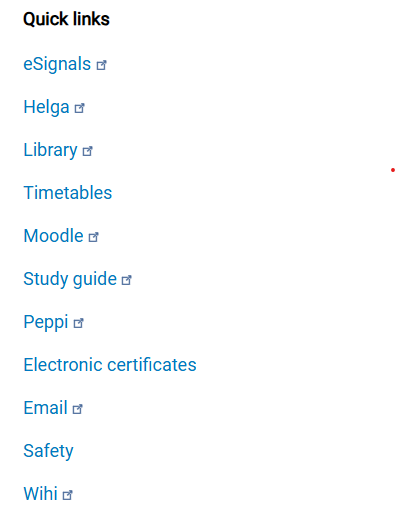 Quick links
eSignals
Helga
Library
Timetables
Moodle
Study guide
Peppi
Electronic certificates
Email
Safety
Wihi